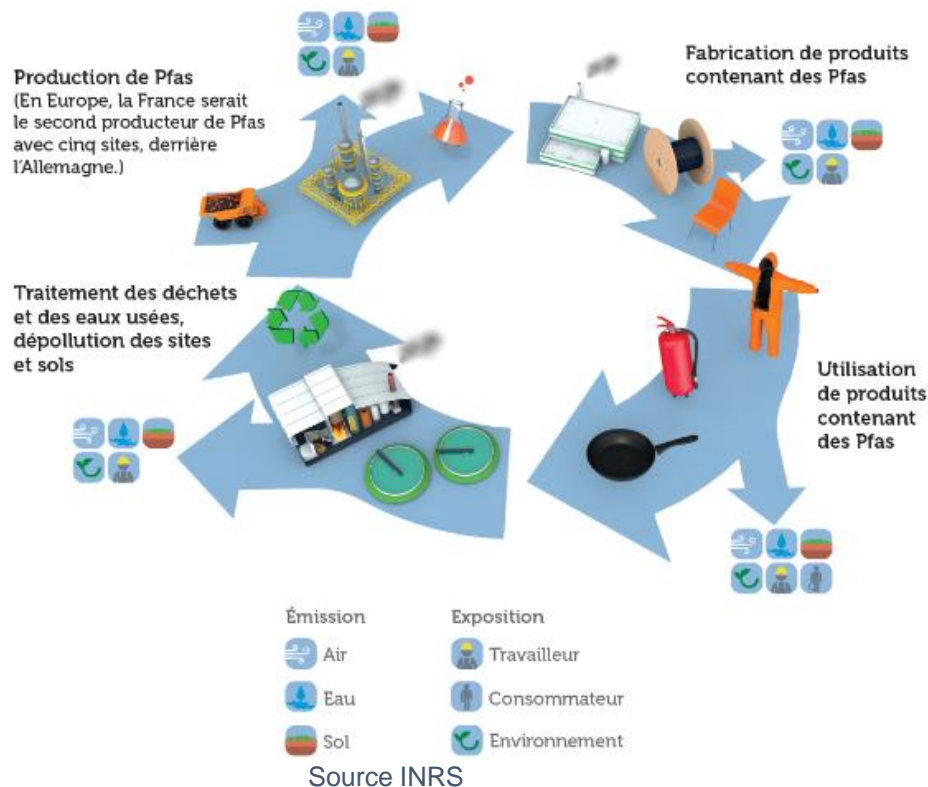 Production de Pfas
(En Europe, la France serait
le second producteur de Pfas
avec cinq sites, derrière
l'Allemagne.)
Fabrication de produits
contenant des Pfas
Utilisation
de produits
contenant
des Pfas
Traitement des déchets
et des eaux usées,
dépollution des sites
et sols
Émission
Air
Eau
Sol
Exposition
Travailleur
Consommateur
Environnement
Source INRS